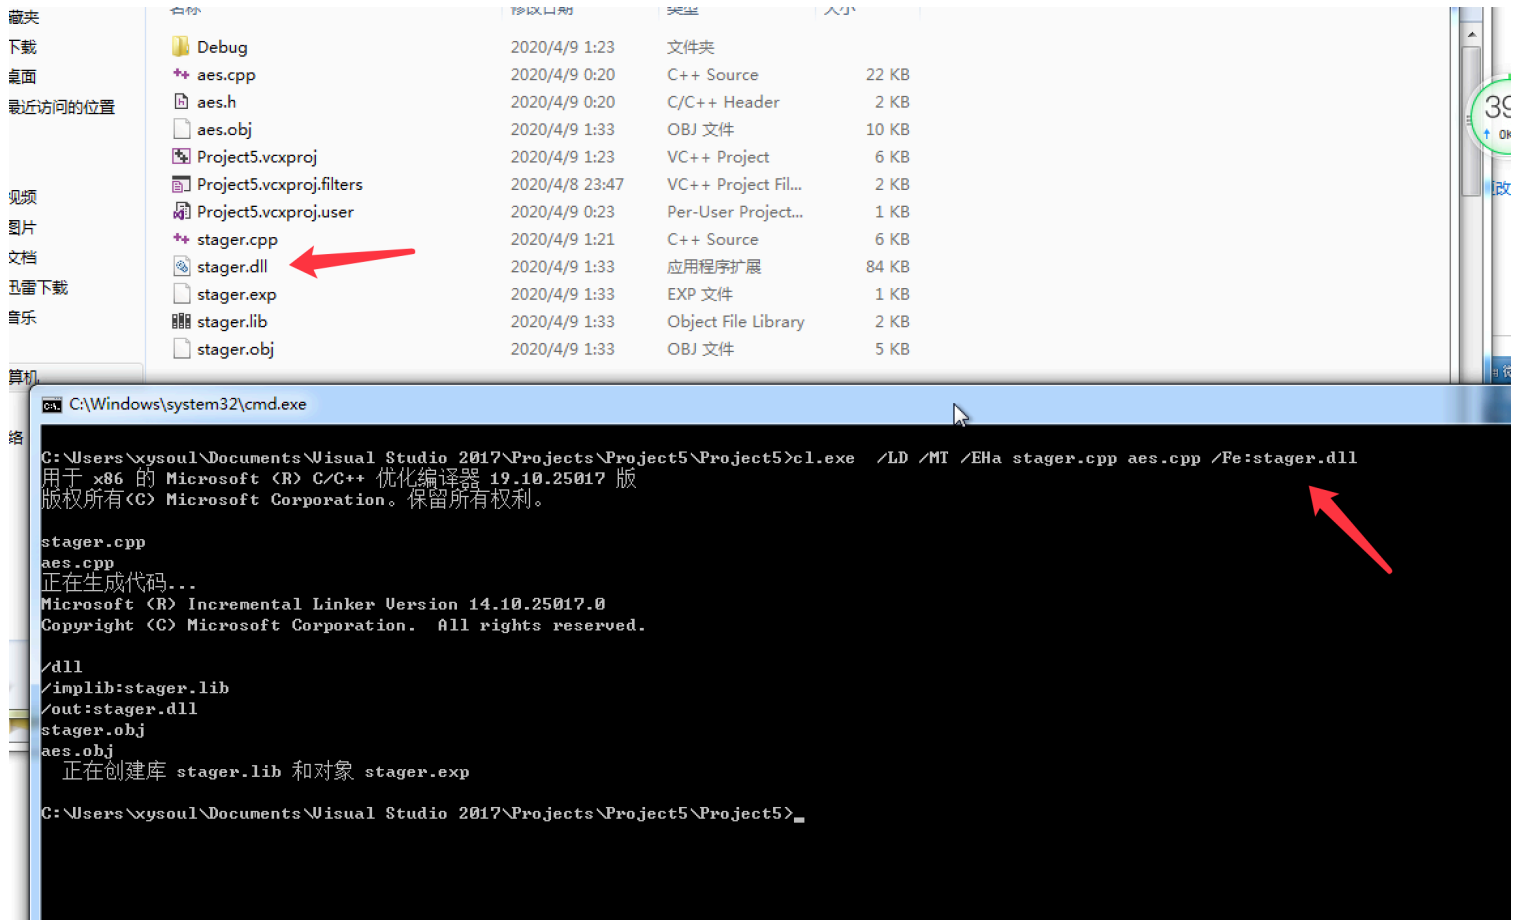 名称 修改日期 类型 大小
藏夹
下载
桌面
最近访问的位置
视频
图片
文档
迅雷下载
音乐
算机
络
Debug 2020/4/9 1:23 文件夹
aes.cpp 2020/4/9 0:20 C++ Source 22 KB
aes.h 2020/4/9 0:20 C/C++ Header 2 KB
aes.obj 2020/4/9 1:33 OBJ 文件 10 KB
Project5.vcxproj 2020/4/9 1:23 VC++ Project 6 KB
Project5.vcxproj.filters 2020/4/8 23:47 VC++ Project Fil... 2 KB
Project5.vcxproj.user 2020/4/9 0:23 Per-User Project... 1 KB
stager.cpp 2020/4/9 1:21 C++ Source 6 KB
stager.dll 2020/4/9 1:33 应用程序扩展 84 KB
stager.exp 2020/4/9 1:33 EXP 文件 1 KB
stager.lib 2020/4/9 1:33 Object File Library 2 KB
stager.obj 2020/4/9 1:33 OBJ 文件 5 KB
39
0K
改
C:\Windows\system32\cmd.exe
C:\Users\xysoul\Documents\Visual Studio 2017\Projects\Project5\Project5>cl.exe /LD /MT /EHa stager.cpp aes.cpp /Fe:stager.dll
用于 x86 的 Microsoft (R) C/C++ 优化编译器 19.10.25017 版
版权所有(C) Microsoft Corporation。保留所有权利。
stager.cpp
aes.cpp
正在生成代码...
Microsoft (R) Incremental Linker Version 14.10.25017.0
Copyright (C) Microsoft Corporation.  All rights reserved.
/dll
/implib:stager.lib
/out:stager.dll
stager.obj
aes.obj
正在创建库 stager.lib 和对象 stager.exp
C:\Users\xysoul\Documents\Visual Studio 2017\Projects\Project5\Project5>